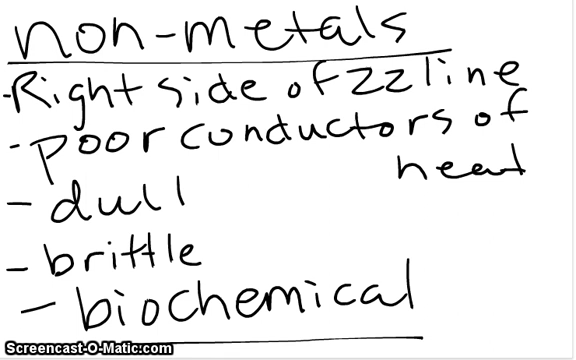 non-metals
-Right side of zz line
-poor conductors of
heat
- dull
- brittle
- biochemical
Screencast-O-Matic.com